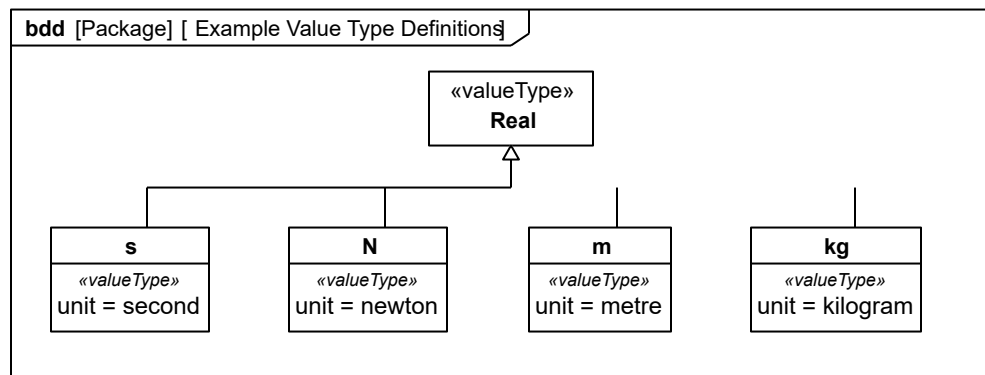 bdd [Package] [ Example Value Type Definitions]
«valueType»
Real
s
«valueType»
unit = second
N
«valueType»
unit = newton
m
«valueType»
unit = metre
kg
«valueType»
unit = kilogram